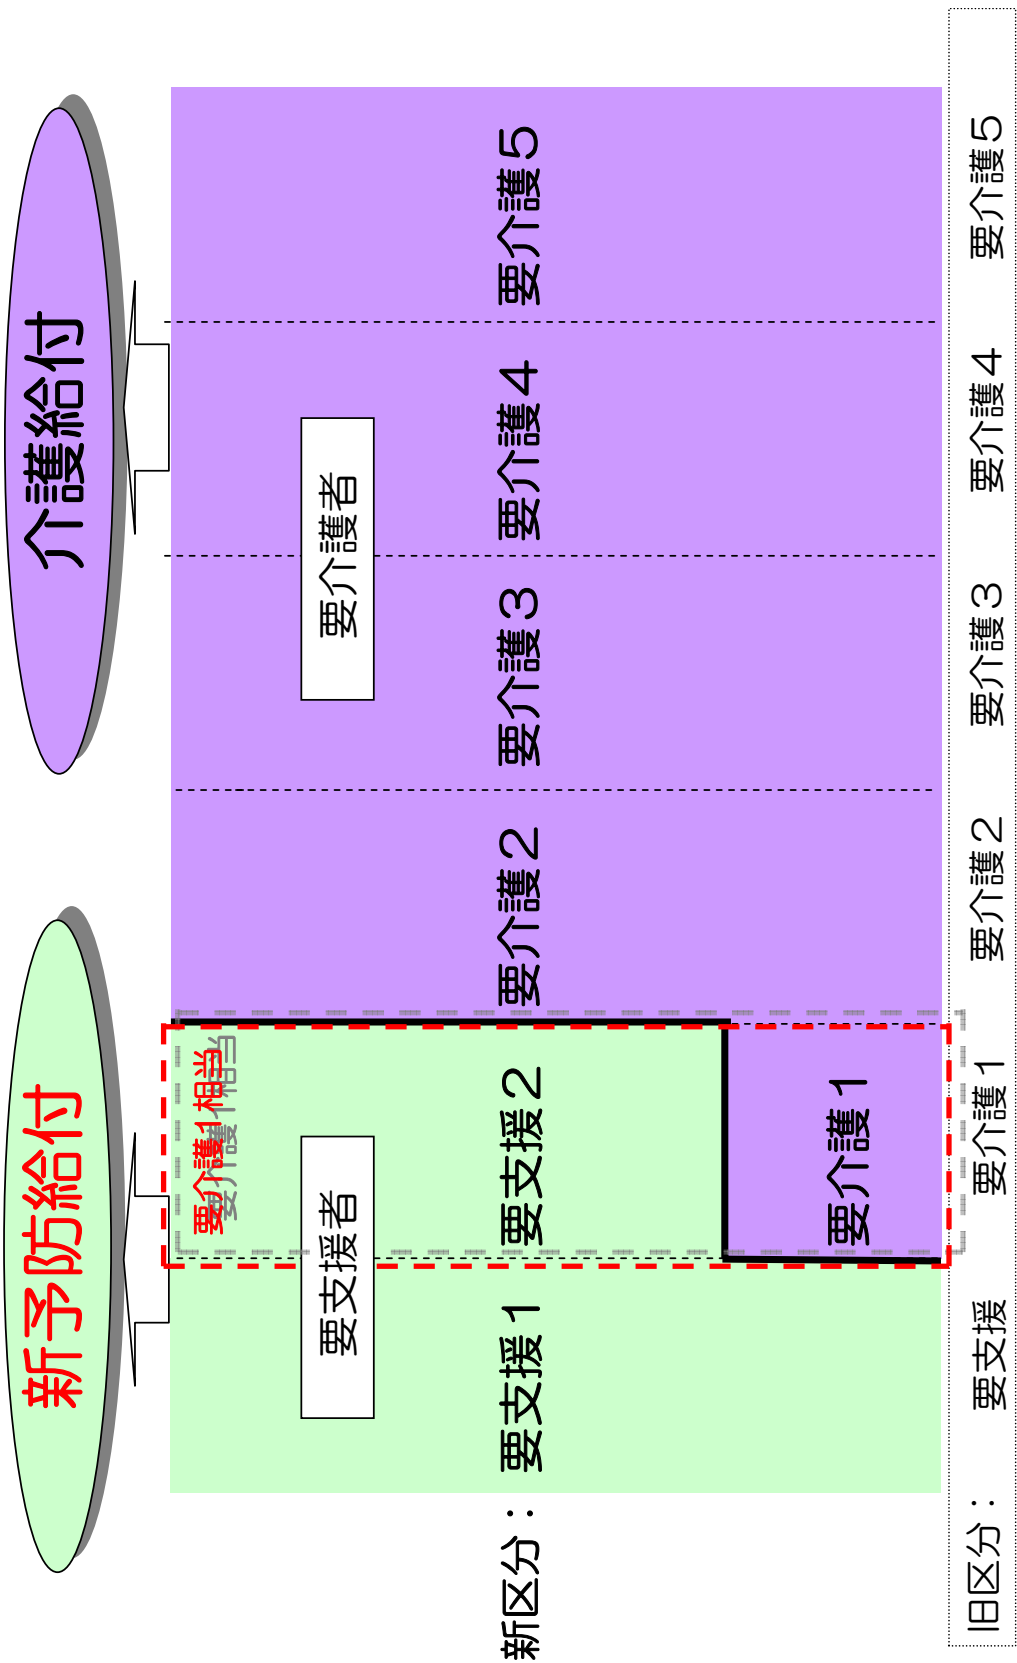 新予防給付
介護給付
要介護1相当
要支援者
要介護者
新区分：
要支援１
要支援２
要介護１
要介護２
要介護３
要介護４
要介護５
旧区分：
要支援
要介護１
要介護２
要介護３
要介護４
要介護５